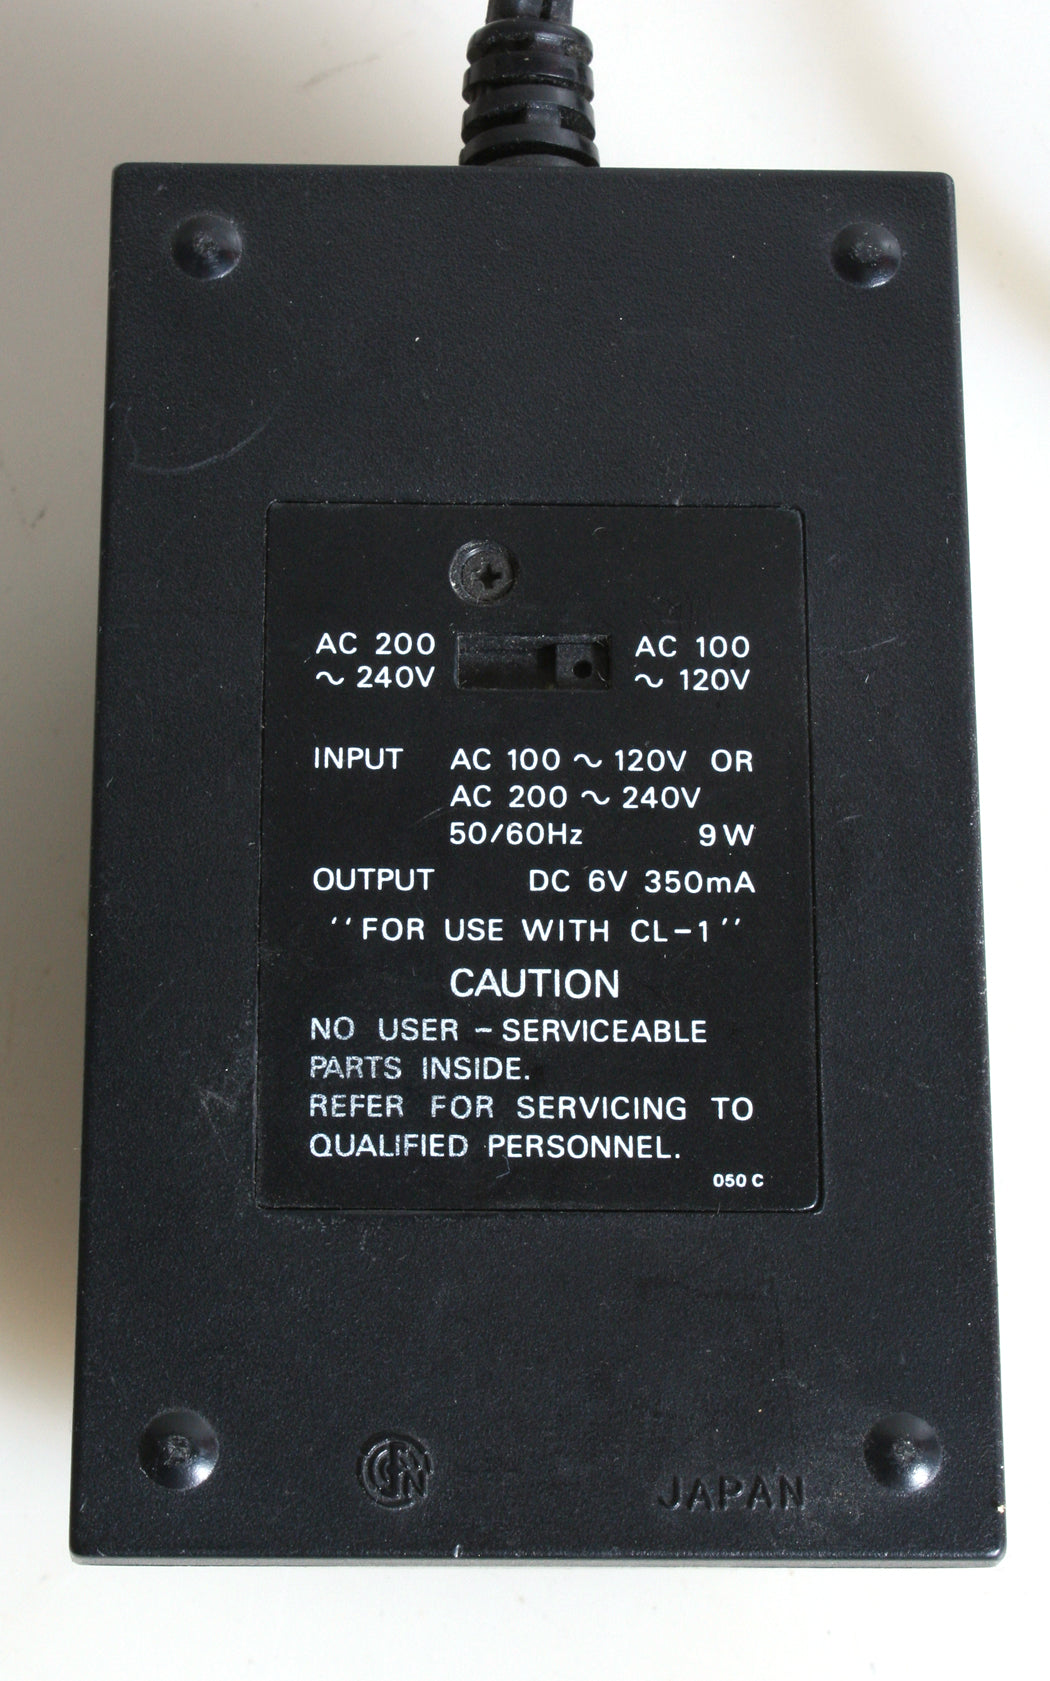 AC 200 AC 100
～ 240V ～ 120V
INPUT AC 100 ～ 120V OR
AC 200 ～ 240V
50/60Hz 9W
OUTPUT DC 6V 350mA
‘‘FOR USE WITH CL-1’’
CAUTION
NO USER - SERVICEABLE
PARTS INSIDE.
REFER FOR SERVICING TO
QUALIFIED PERSONNEL.
050 C
JAPAN